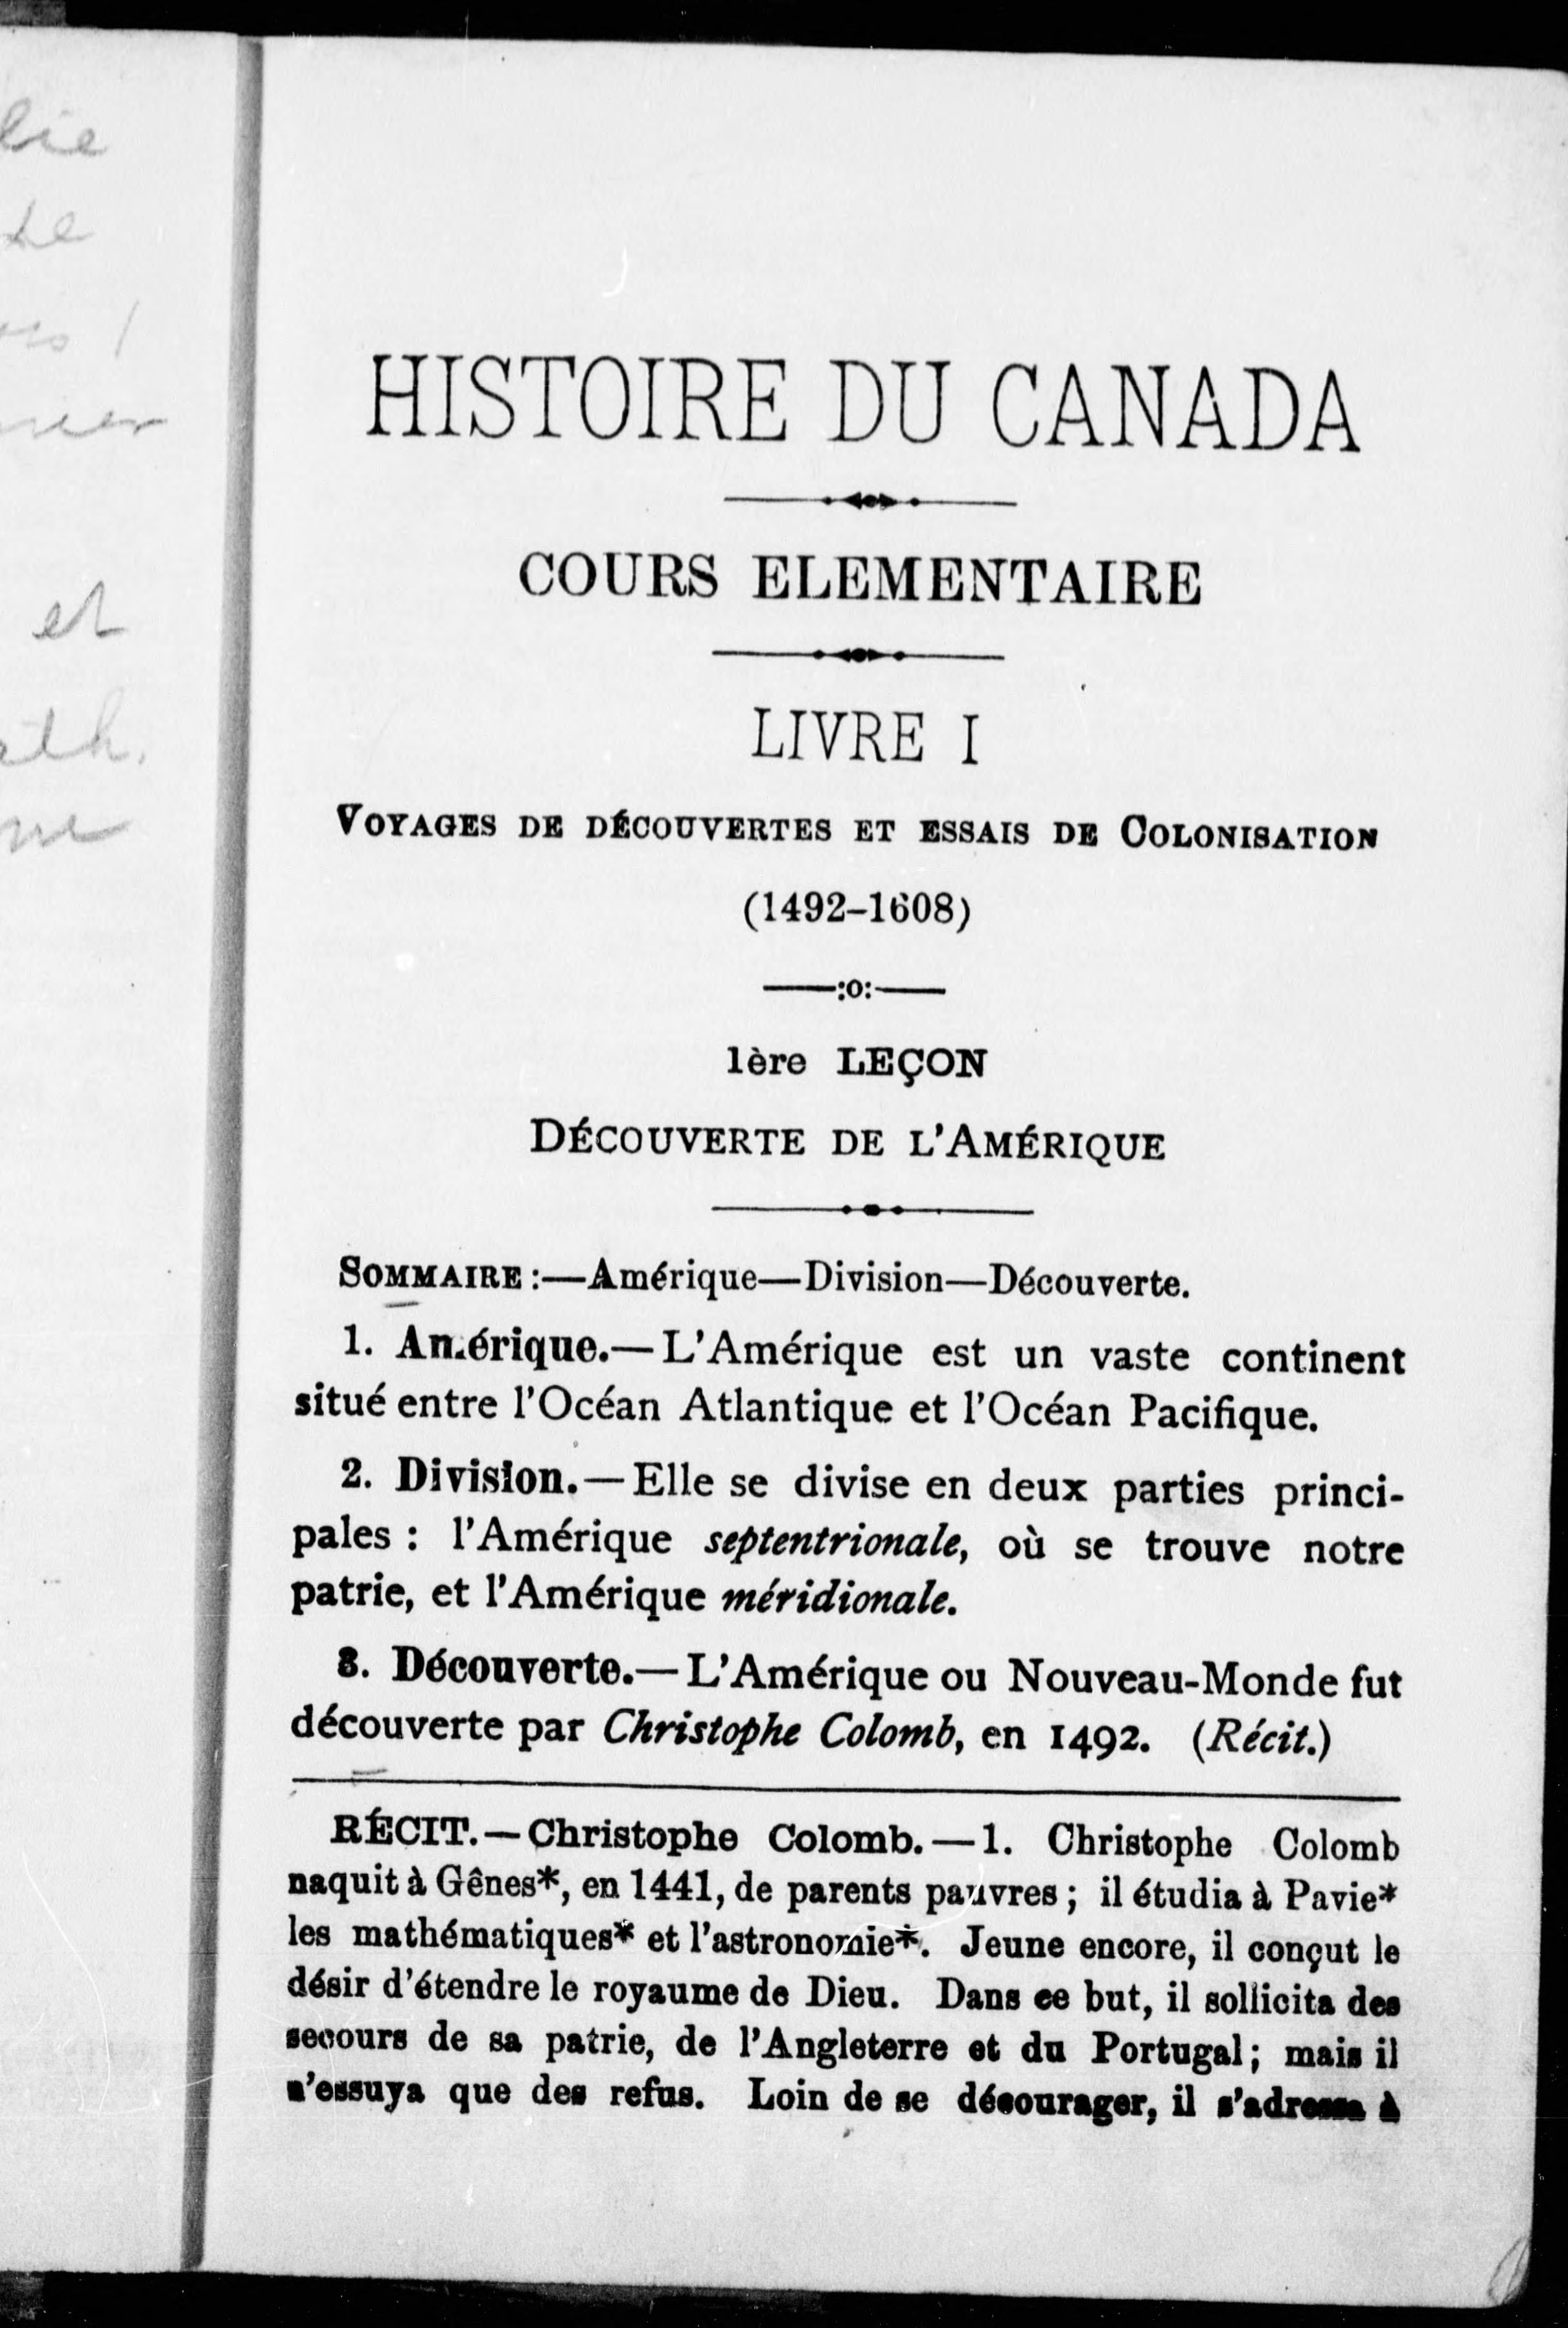 et
HISTOIRE DU CANADA
COURS ELEMENTAIRE
LIVRE I
VOYAGES DE DÉCOUVERTES ET ESSAIS DE COLONISATION
(1492–1608)
——:o:——
1ère LEÇON
DÉCOUVERTE DE L'AMÉRIQUE
SOMMAIRE :—Amérique—Division—Découverte.
1. Amérique.—L'Amérique est un vaste continent
situé entre l'Océan Atlantique et l'Océan Pacifique.
2. Division.—Elle se divise en deux parties princi-
pales : l'Amérique septentrionale, où se trouve notre
patrie, et l'Amérique méridionale.
3. Découverte.—L'Amérique ou Nouveau-Monde fut
découverte par Christophe Colomb, en 1492. (Récit.)
RÉCIT.—Christophe Colomb.—1. Christophe Colomb
naquit à Gênes*, en 1441, de parents pauvres ; il étudia à Pavie*
les mathématiques* et l'astronomie*. Jeune encore, il conçut le
désir d'étendre le royaume de Dieu. Dans ce but, il sollicita des
secours de sa patrie, de l'Angleterre et du Portugal ; mais il
n'essuya que des refus. Loin de se décourager, il s'adressa à